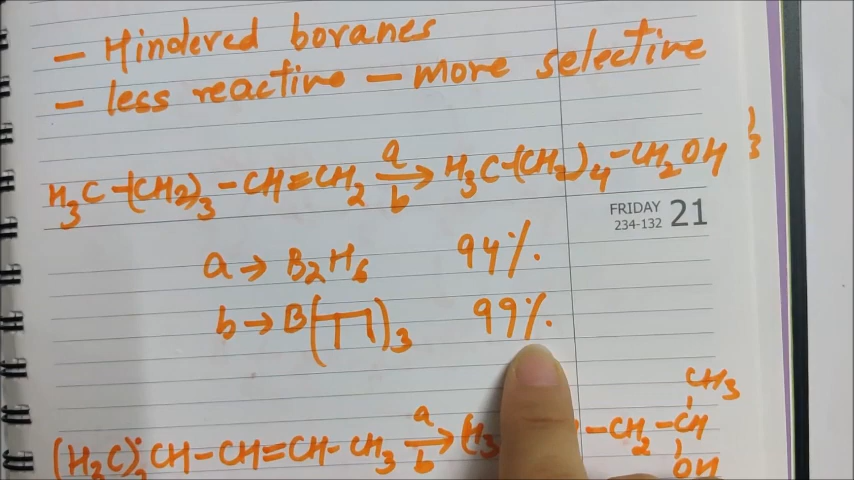 — Hindered boranes
— less reactive — more selective
H3C-(CH2)3-CH=CH2 a/b → H3C-(CH2)4-CH2OH
FRIDAY 21
234-132
a → B2H6 94%.
b → B( )3 99%.
(H3C)2CH-CH=CH-CH3 a/b → (H3 -CH2-CH
CH3
OH